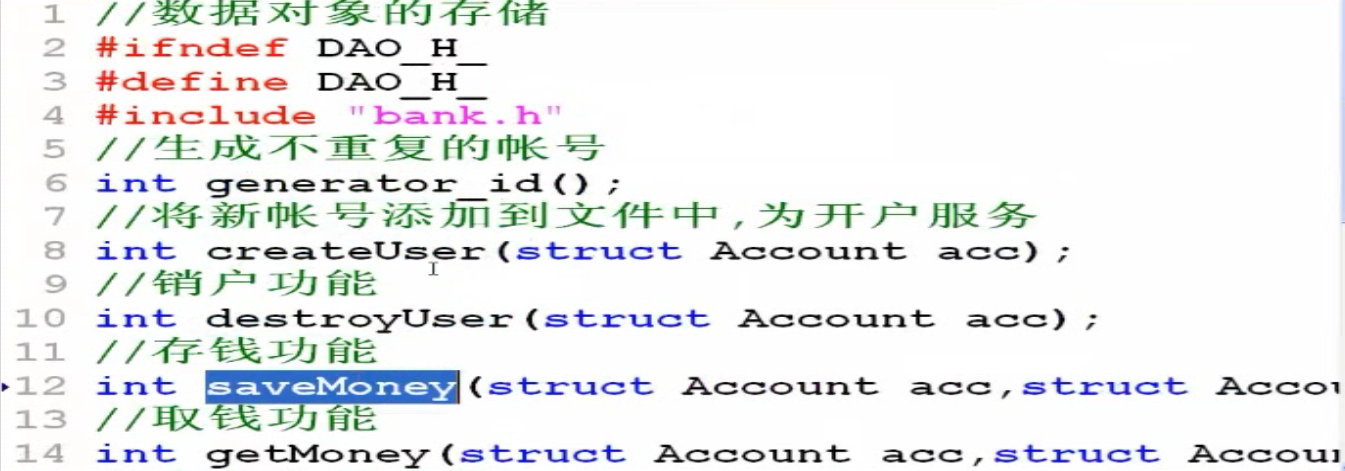 1 //数据对象的存储
2 #ifndef DAO_H_
3 #define DAO_H_
4 #include "bank.h"
5 //生成不重复的帐号
6 int generator_id();
7 //将新帐号添加到文件中,为开户服务
8 int createUser(struct Account acc);
9 //销户功能
10 int destroyUser(struct Account acc);
11 //存钱功能
12 int saveMoney(struct Account acc,struct
13 //取钱功能
14 int getMoney(struct Account acc,struct